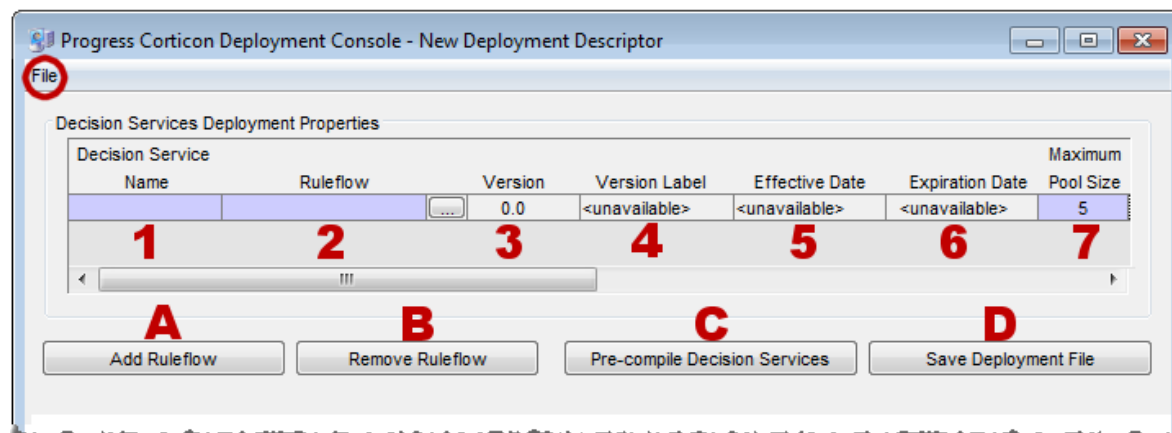 Progress Corticon Deployment Console - New Deployment Descriptor
File
Decision Services Deployment Properties
Decision Service Maximum
Name Ruleflow Version Version Label Effective Date Expiration Date Pool Size
... 0.0 <unavailable> <unavailable> <unavailable> 5
1 2 3 4 5 6 7
A B C D
Add Ruleflow Remove Ruleflow Pre-compile Decision Services Save Deployment File